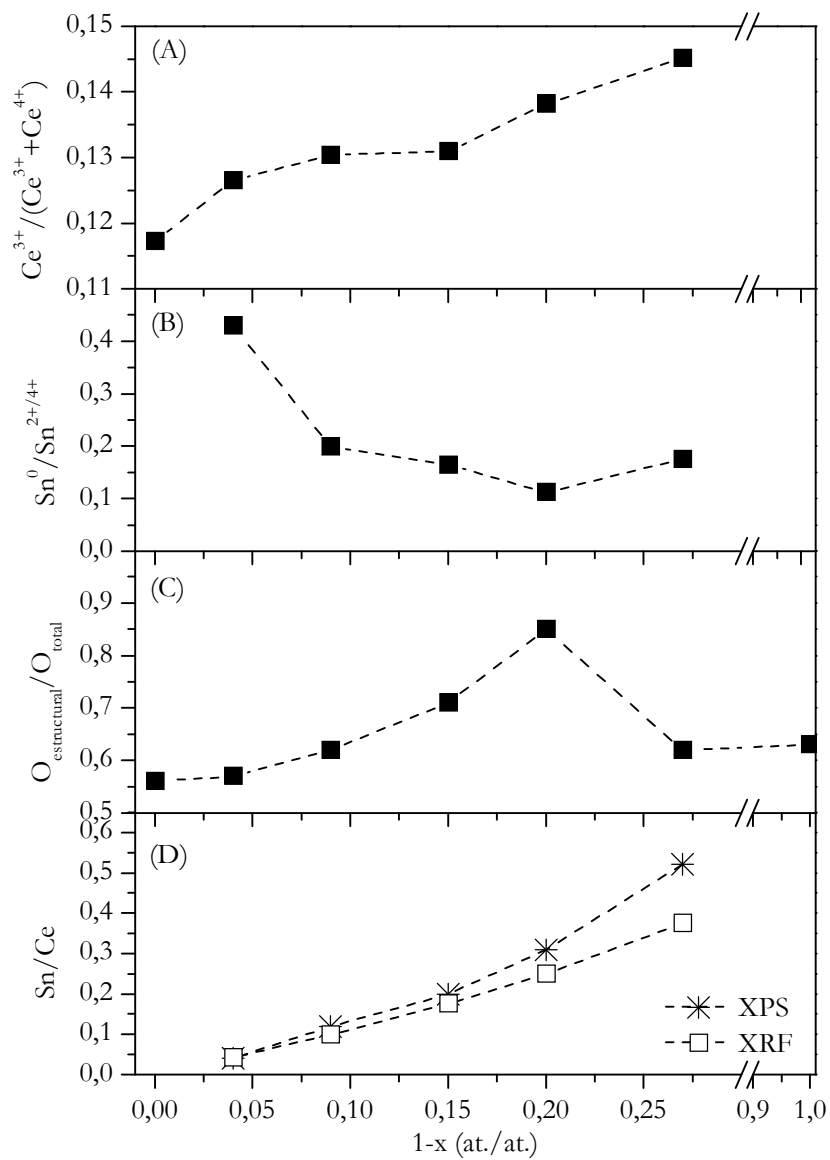 (A)
0,15
0,14
0,13
0,12
0,11
Ce³⁺/(Ce³⁺+Ce⁴⁺)
(B)
0,4
0,3
0,2
0,1
0,0
Sn⁰/Sn²⁺/⁴⁺
(C)
0,9
0,8
0,7
0,6
0,5
O estructural/O total
(D)
0,6
0,5
0,4
0,3
0,2
0,1
0,0
Sn/Ce
XPS
XRF
0,00 0,05 0,10 0,15 0,20 0,25 0,9 1,0
1-x (at./at.)